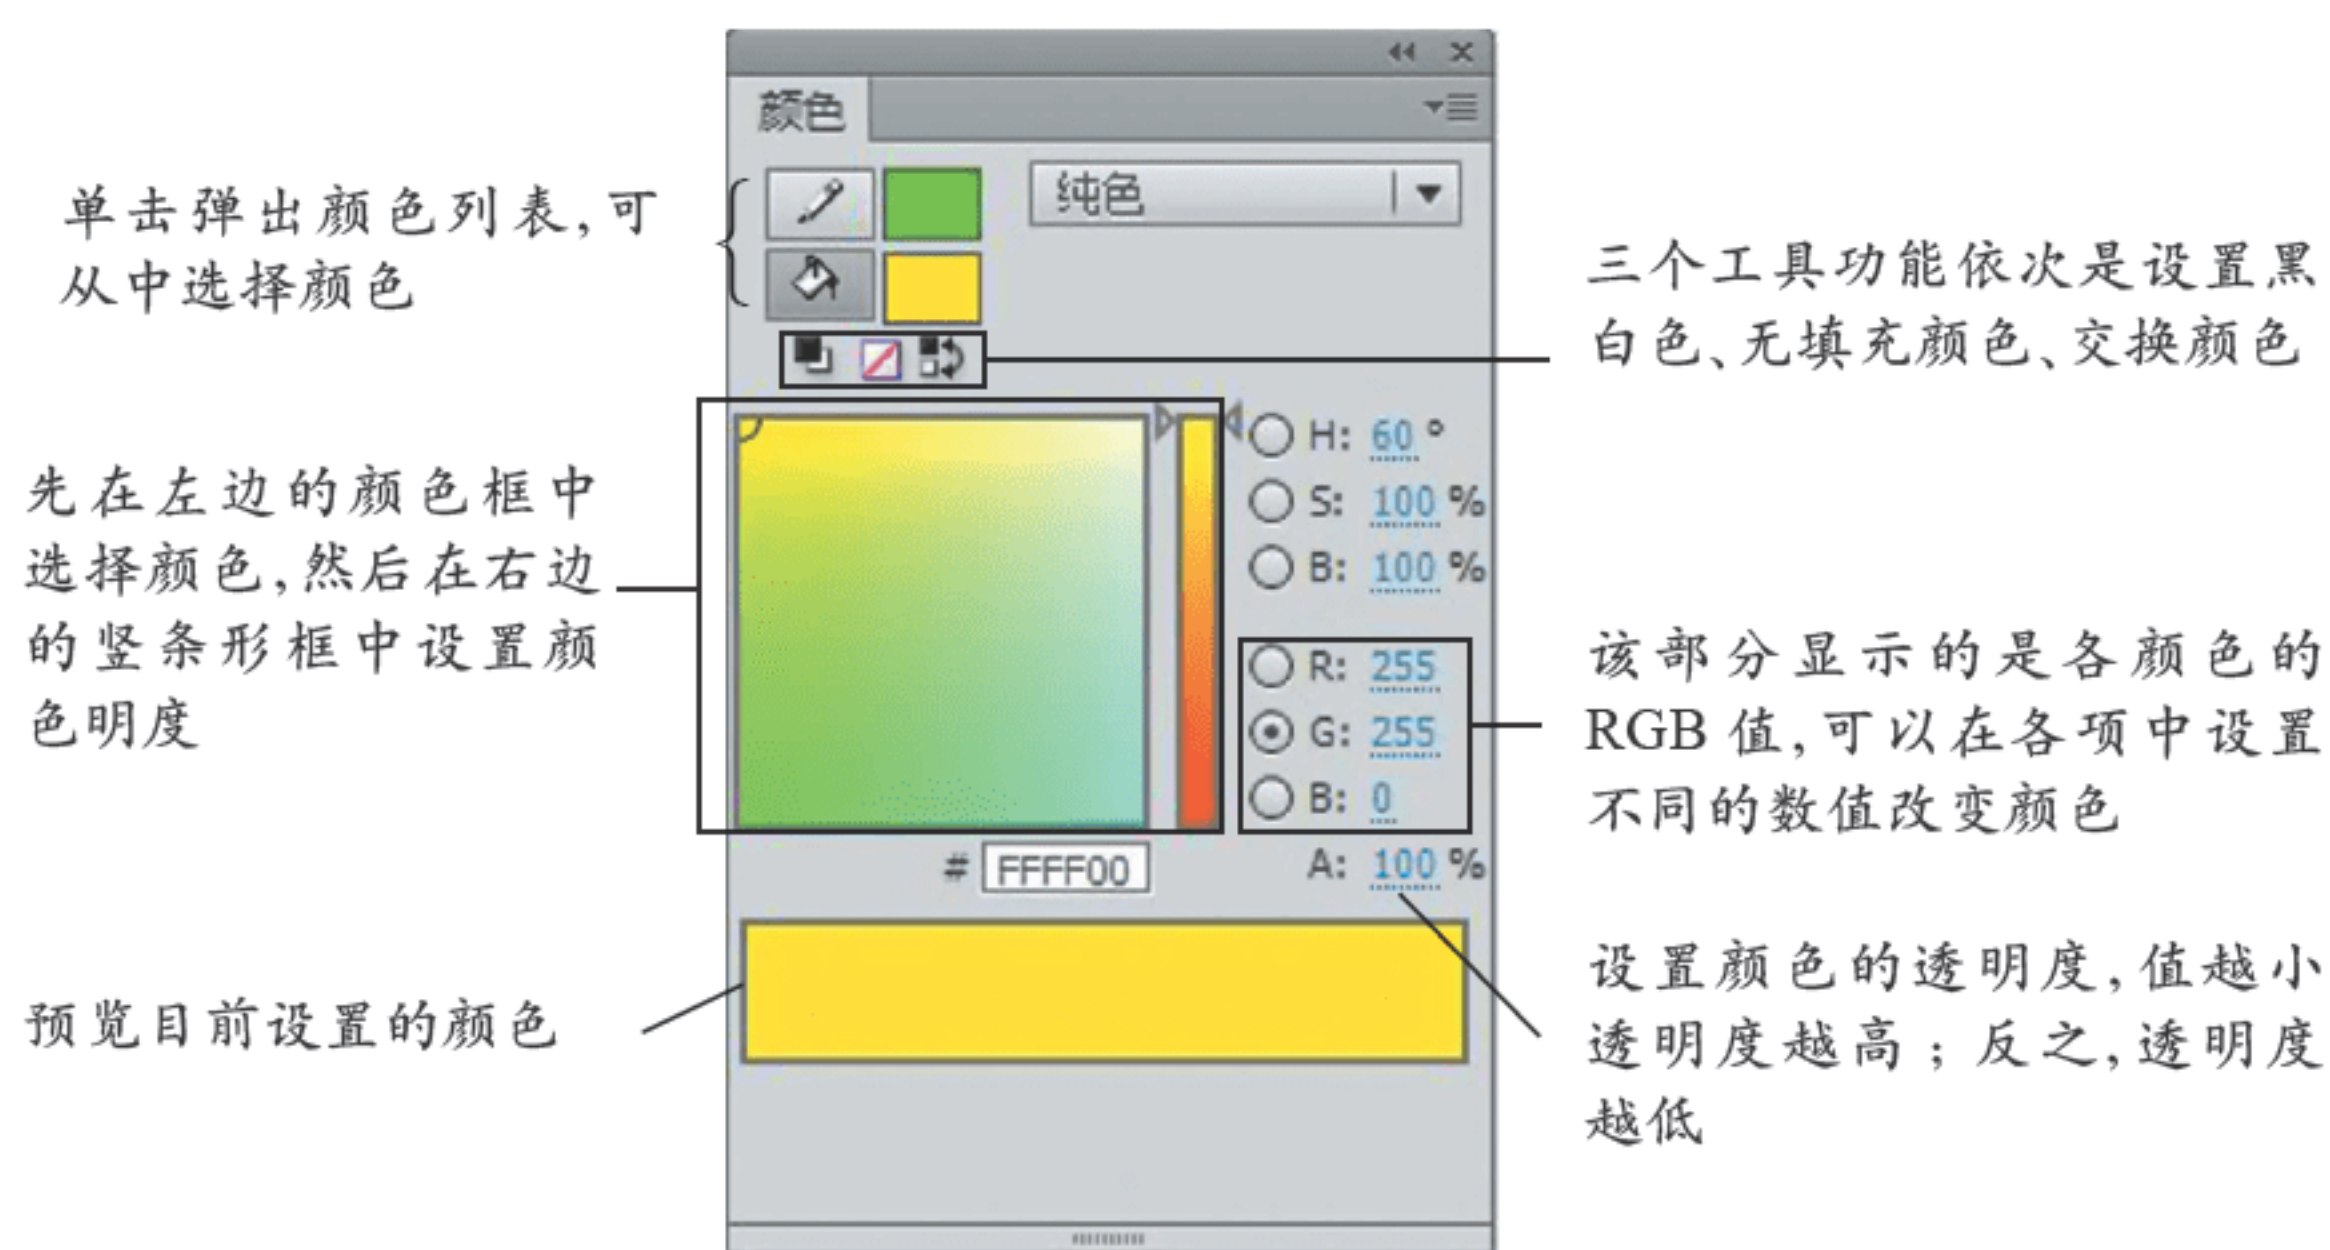 颜色
纯色
单击弹出颜色列表,可
从中选择颜色
三个工具功能依次是设置黑
白色、无填充颜色、交换颜色
先在左边的颜色框中
选择颜色,然后在右边
的竖条形框中设置颜
色明度
H: 60 °
S: 100 %
B: 100 %
R: 255
G: 255
B: 0
该部分显示的是各颜色的
RGB 值,可以在各项中设置
不同的数值改变颜色
# FFFF00
A: 100 %
预览目前设置的颜色
设置颜色的透明度,值越小
透明度越高;反之,透明度
越低